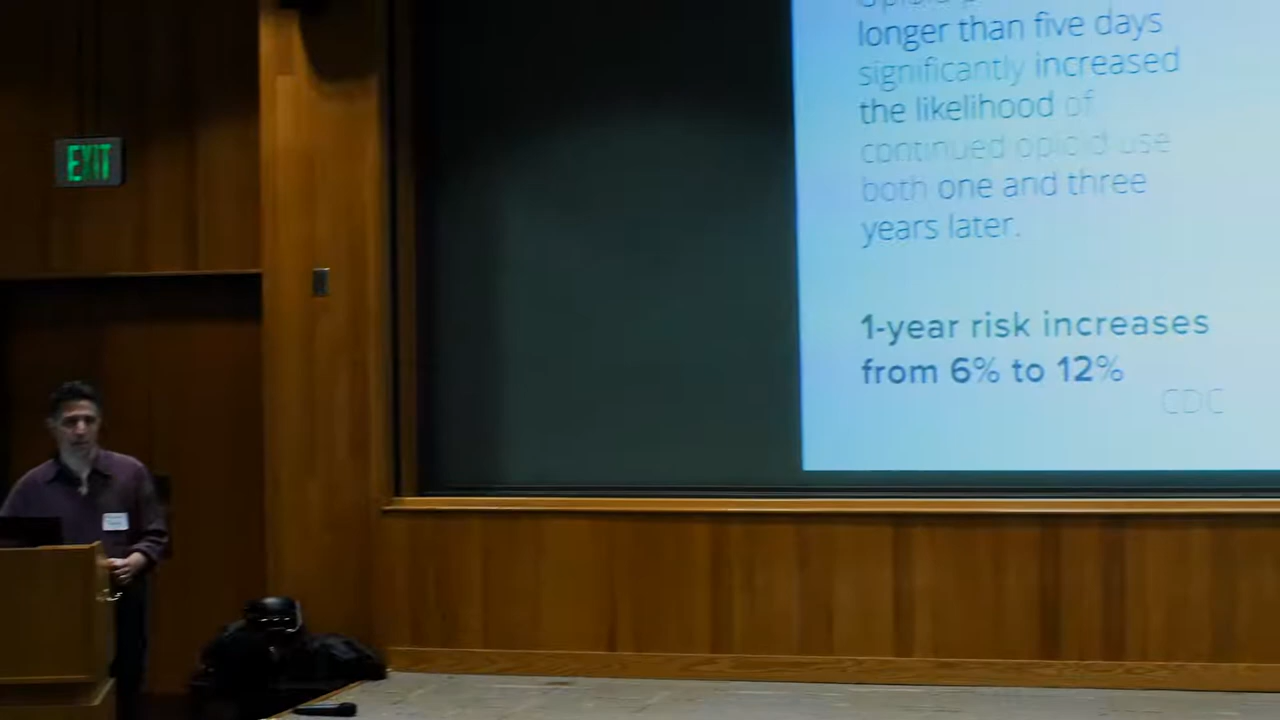 EXIT
longer than five days
significantly increased
the likelihood of
continued opioid use
both one and three
years later.
1-year risk increases
from 6% to 12%
CDC